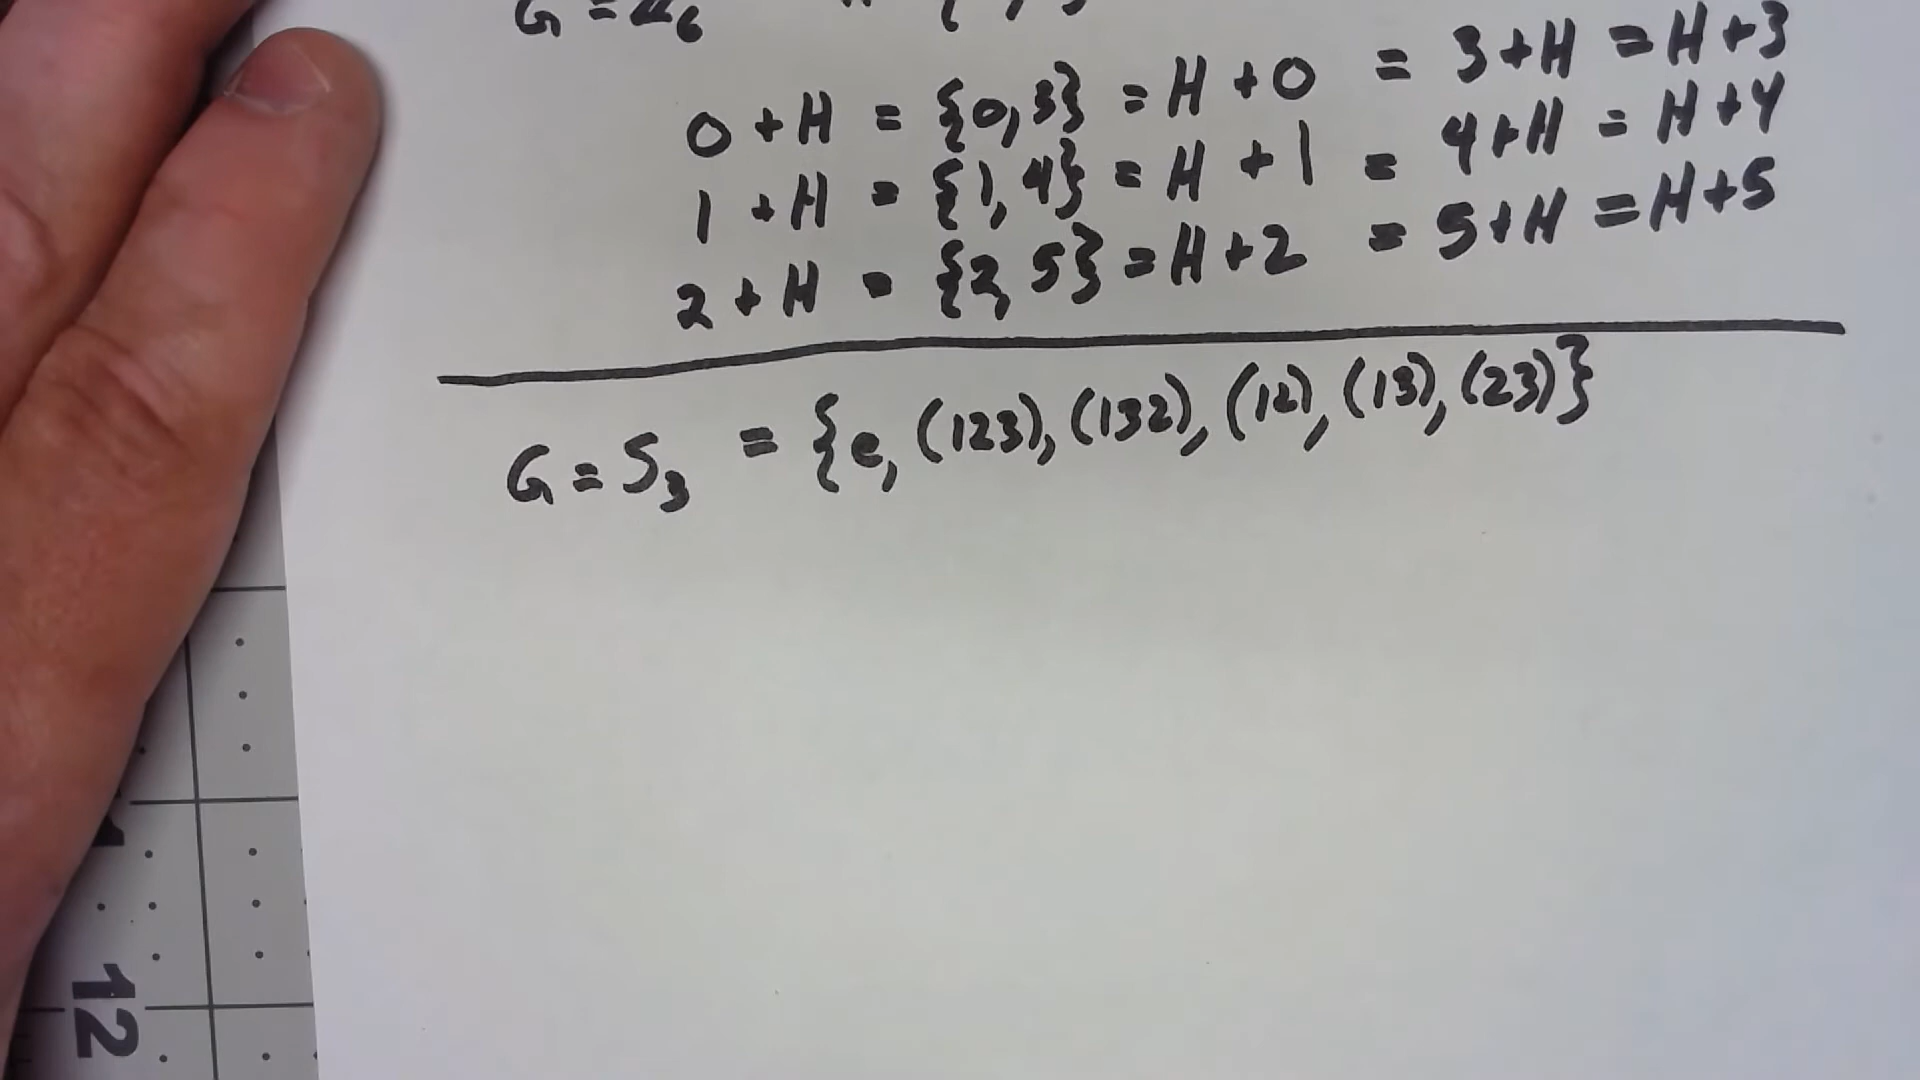 G = ℤ6
0 + H = {0, 3} = H + 0 = 3 + H = H + 3
1 + H = {1, 4} = H + 1 = 4 + H = H + 4
2 + H = {2, 5} = H + 2 = 5 + H = H + 5
G = S3 = {e, (123), (132), (12), (13), (23)}
12